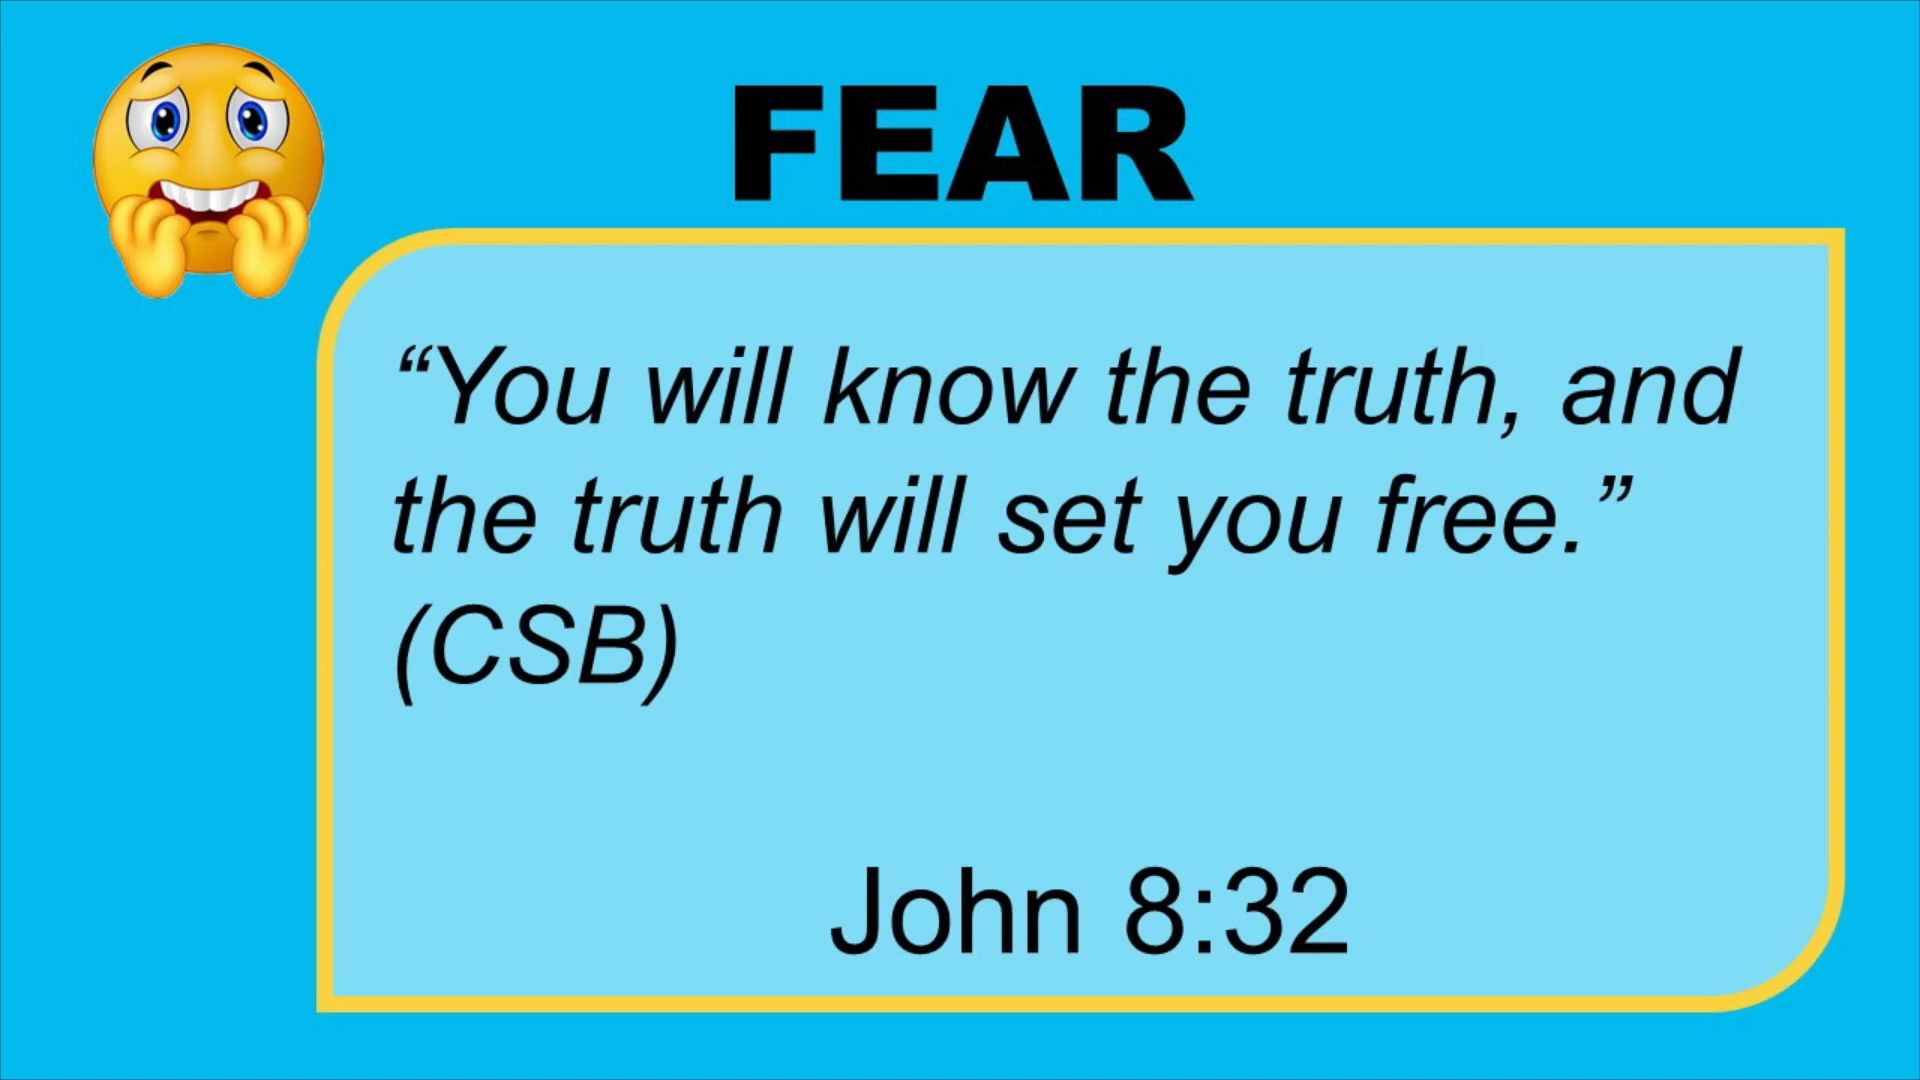 FEAR
“You will know the truth, and
the truth will set you free.”
(CSB)
John 8:32